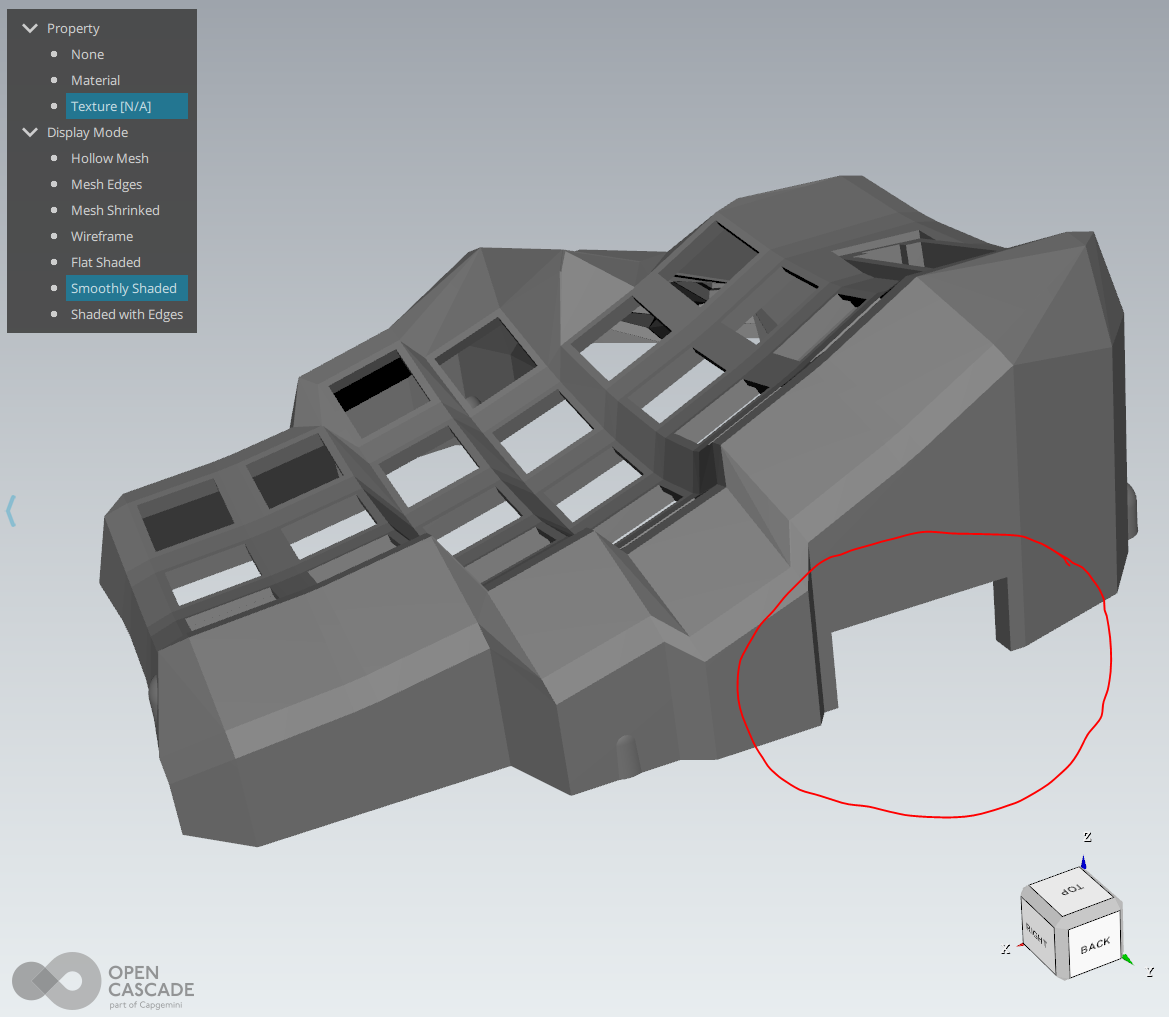 Property
None
Material
Texture [N/A]
Display Mode
Hollow Mesh
Mesh Edges
Mesh Shrinked
Wireframe
Flat Shaded
Smoothly Shaded
Shaded with Edges
Z
TOP
RIGHT
BACK
X
Y
OPEN
CASCADE
part of Capgemini